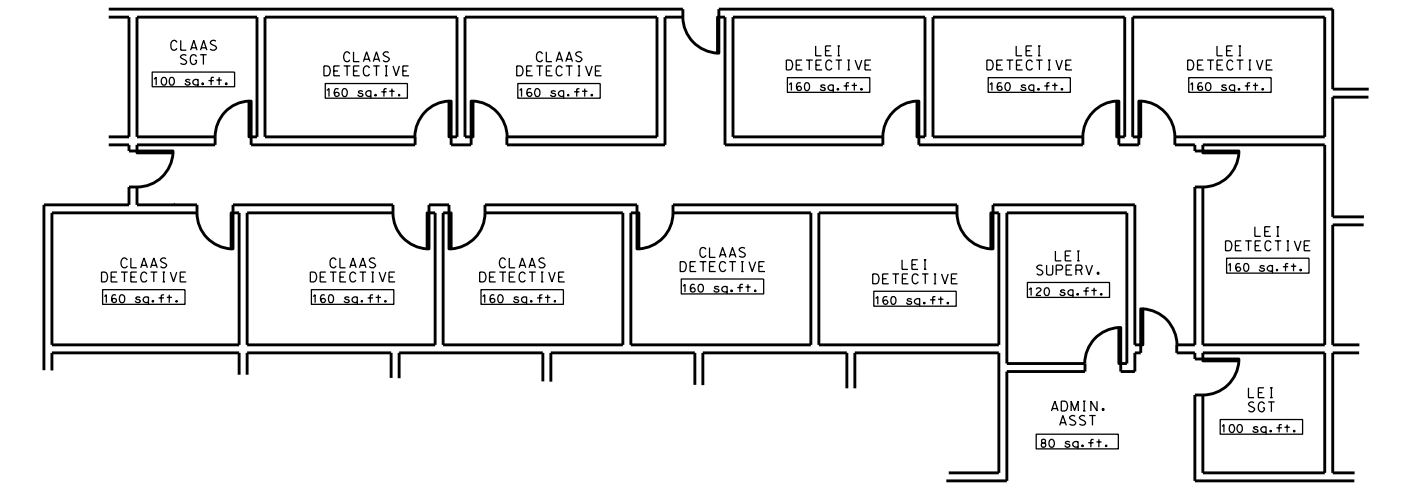 CLAAS
SGT
100 sq.ft.
CLAAS
DETECTIVE
160 sq.ft.
CLAAS
DETECTIVE
160 sq.ft.
LEI
DETECTIVE
160 sq.ft.
LEI
DETECTIVE
160 sq.ft.
LEI
DETECTIVE
160 sq.ft.
CLAAS
DETECTIVE
160 sq.ft.
CLAAS
DETECTIVE
160 sq.ft.
CLAAS
DETECTIVE
160 sq.ft.
CLAAS
DETECTIVE
160 sq.ft.
LEI
DETECTIVE
160 sq.ft.
LEI
SUPERV.
120 sq.ft.
LEI
DETECTIVE
160 sq.ft.
ADMIN.
ASST
80 sq.ft.
LEI
SGT
100 sq.ft.